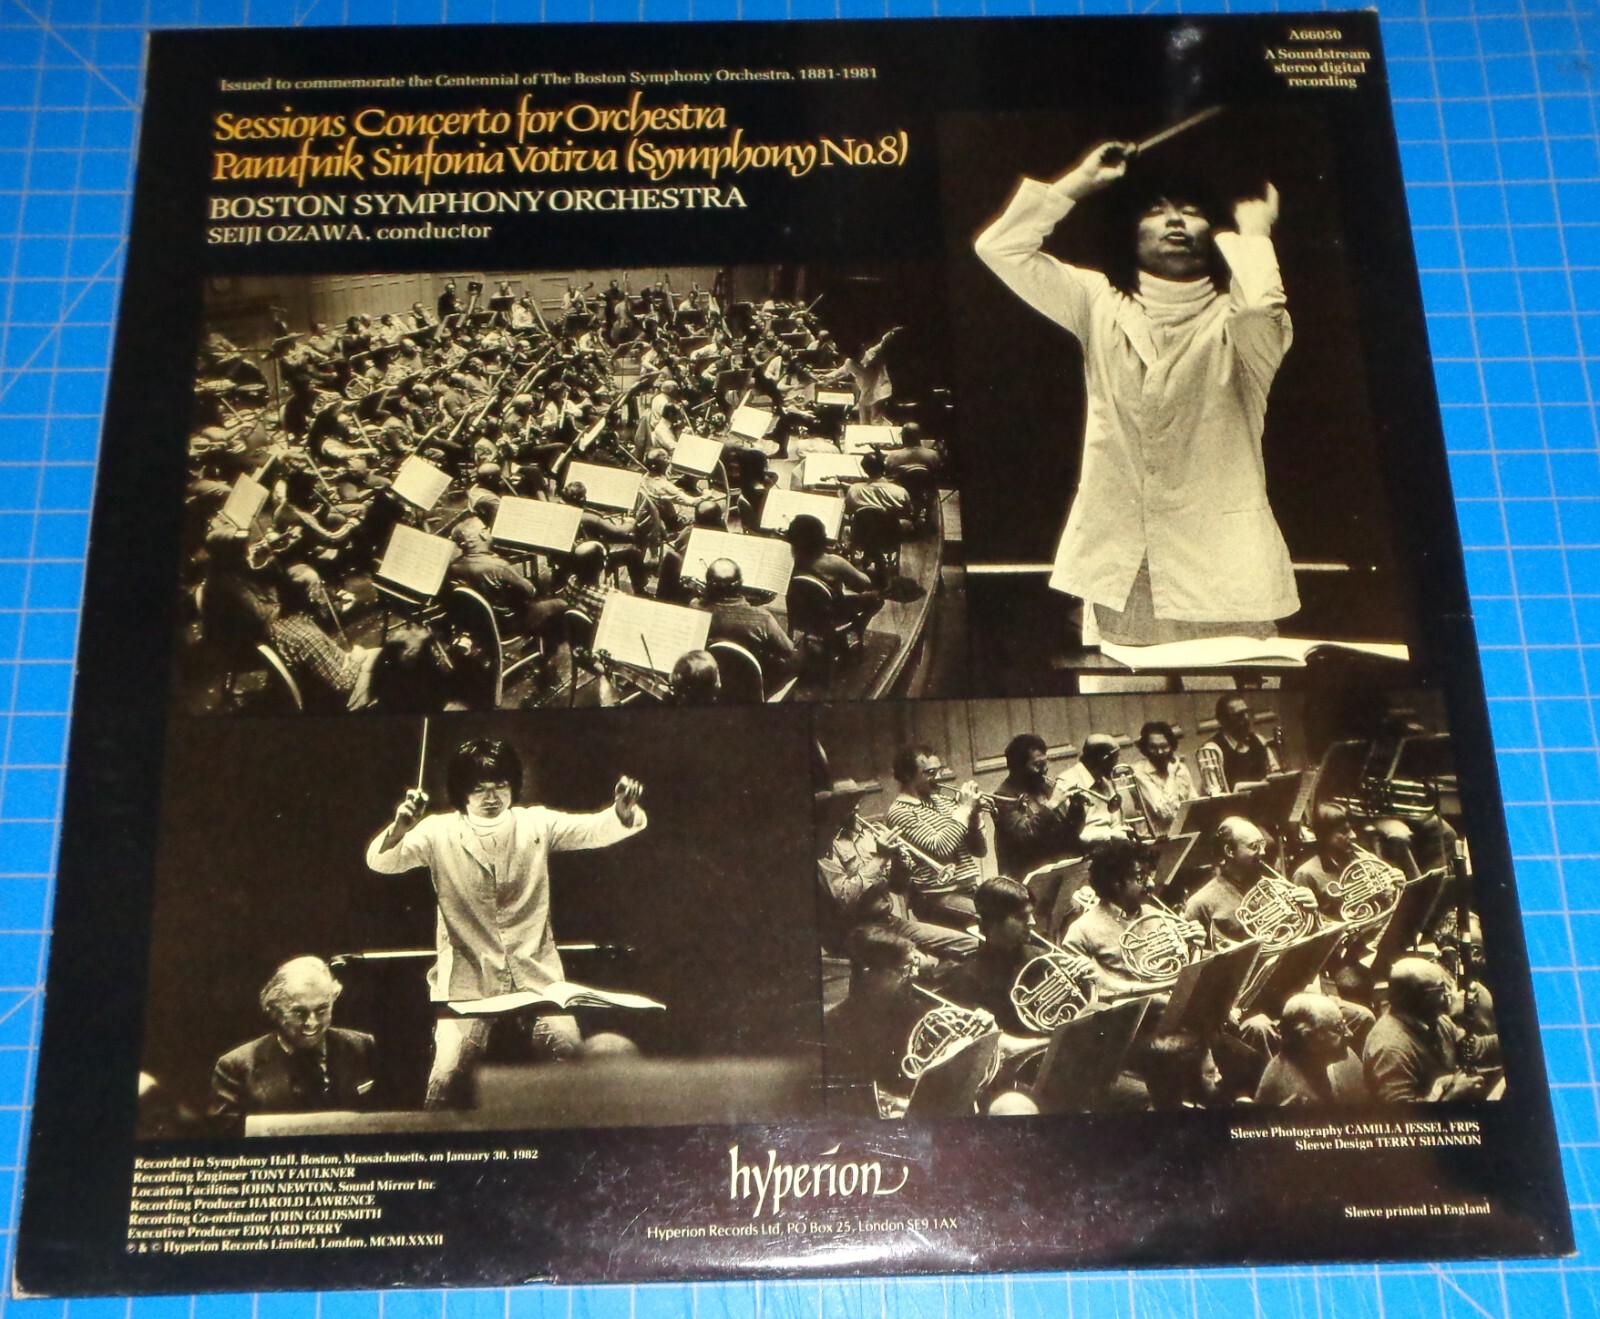 A66050
A Soundstream
stereo digital
recording
Issued to commemorate the Centennial of The Boston Symphony Orchestra, 1881-1981
Sessions Concerto for Orchestra
Panufnik Sinfonia Votiva (Symphony No.8)
BOSTON SYMPHONY ORCHESTRA
SEIJI OZAWA, conductor
Recorded in Symphony Hall, Boston, Massachusetts, on January 30, 1982
Recording Engineer TONY FAULKNER
Location Facilities JOHN NEWTON, Sound Mirror Inc
Recording Producer HAROLD LAWRENCE
Recording Co-ordinator JOHN GOLDSMITH
Executive Producer EDWARD PERRY
℗ & © Hyperion Records Limited, London, MCMLXXXII
hyperion
Hyperion Records Ltd, PO Box 25, London SE9 1AX
Sleeve Photography CAMILLA JESSEL, FRPS
Sleeve Design TERRY SHANNON
Sleeve printed in England